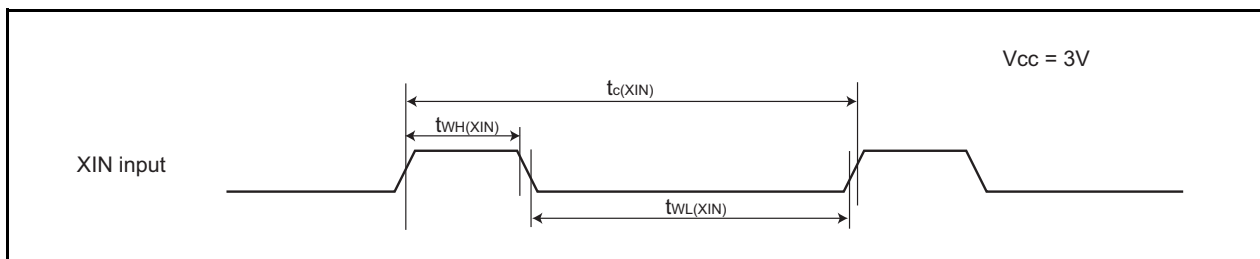 Vcc = 3V
tc(XIN)
tWH(XIN)
XIN input
tWL(XIN)